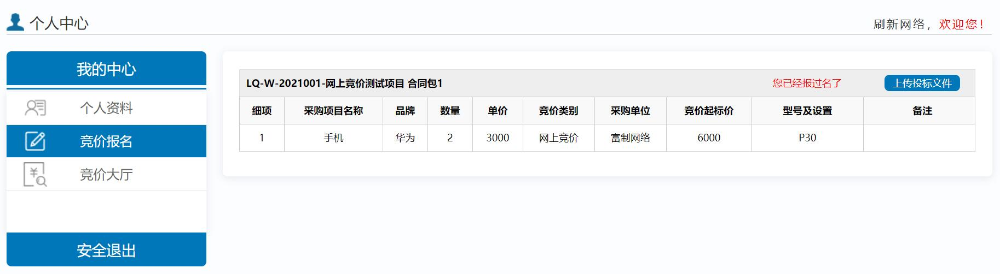 个人中心
刷新网络，欢迎您！
我的中心
个人资料
竞价报名
竞价大厅
安全退出
LQ-W-2021001-网上竞价测试项目 合同包1 您已经报过名了 上传投标文件
细项 采购项目名称 品牌 数量 单价 竞价类别 采购单位 竞价起标价 型号及设置 备注
1 手机 华为 2 3000 网上竞价 富制网络 6000 P30